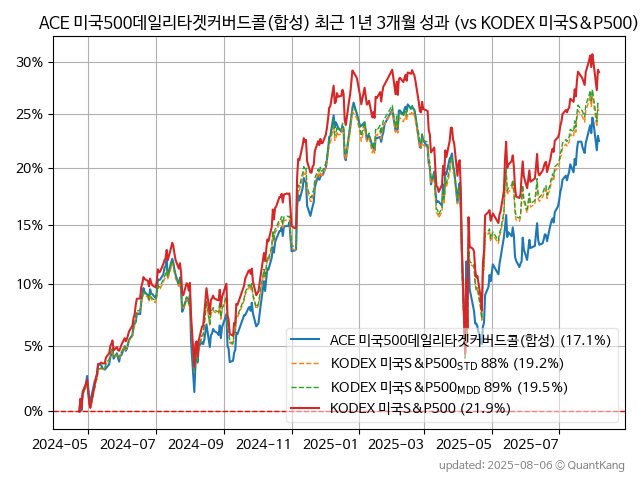 ACE 미국500데일리타겟커버드콜(합성) 최근 1년 3개월 성과 (vs KODEX 미국S&P500)
30%
25%
20%
15%
10%
5%
0%
ACE 미국500데일리타겟커버드콜(합성) (17.1%)
KODEX 미국S&P500STD 88% (19.2%)
KODEX 미국S&P500MDD 89% (19.5%)
KODEX 미국S&P500 (21.9%)
2024-05 2024-07 2024-09 2024-11 2025-01 2025-03 2025-05 2025-07
updated: 2025-08-06 © QuantKang